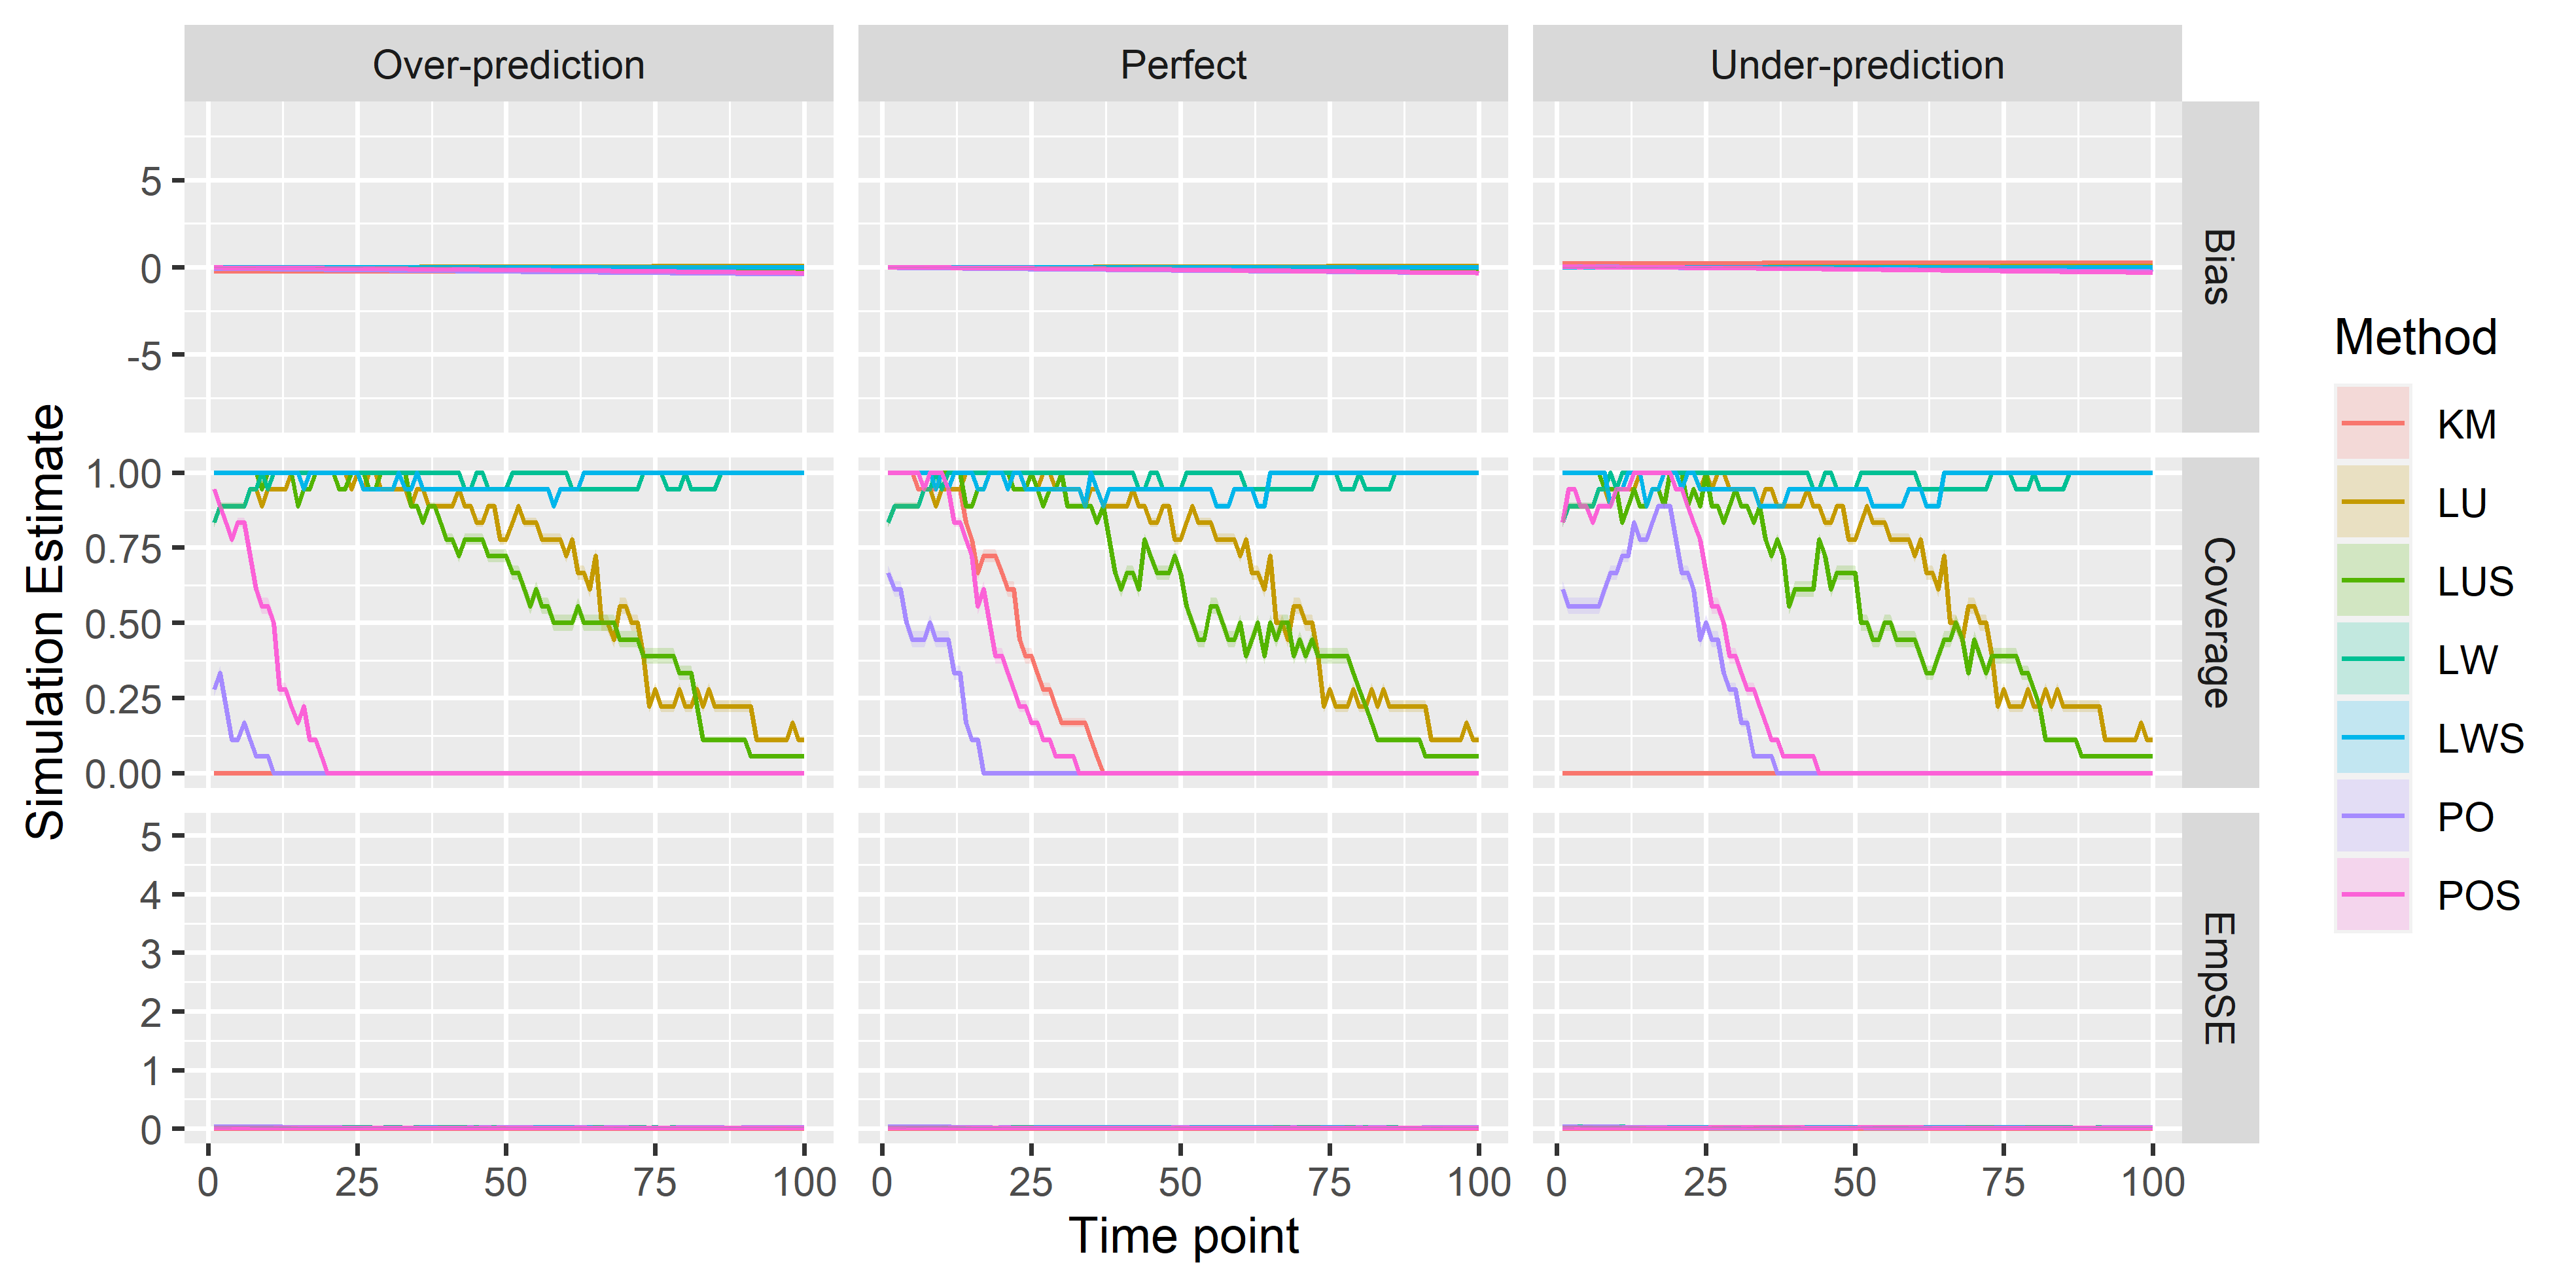 Over-prediction
Perfect
Under-prediction
5
0
-5
Bias
1.00
0.75
0.50
0.25
0.00
Coverage
5
4
3
2
1
0
EmpSE
0 25 50 75 100
0 25 50 75 100
0 25 50 75 100
Time point
Simulation Estimate
Method
KM
LU
LUS
LW
LWS
PO
POS